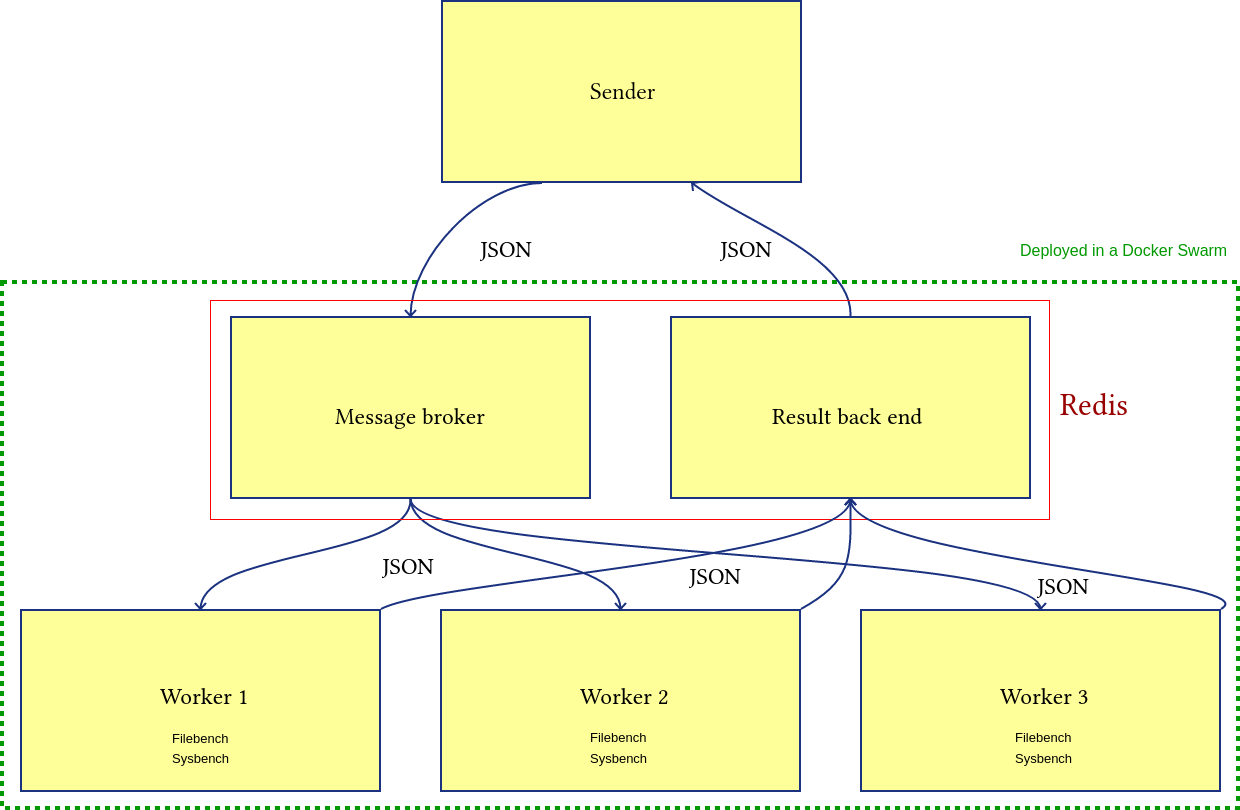 Sender
JSON
JSON
Deployed in a Docker Swarm
Message broker
Result back end
Redis
JSON
JSON
JSON
Worker 1
Filebench
Sysbench
Worker 2
Filebench
Sysbench
Worker 3
Filebench
Sysbench